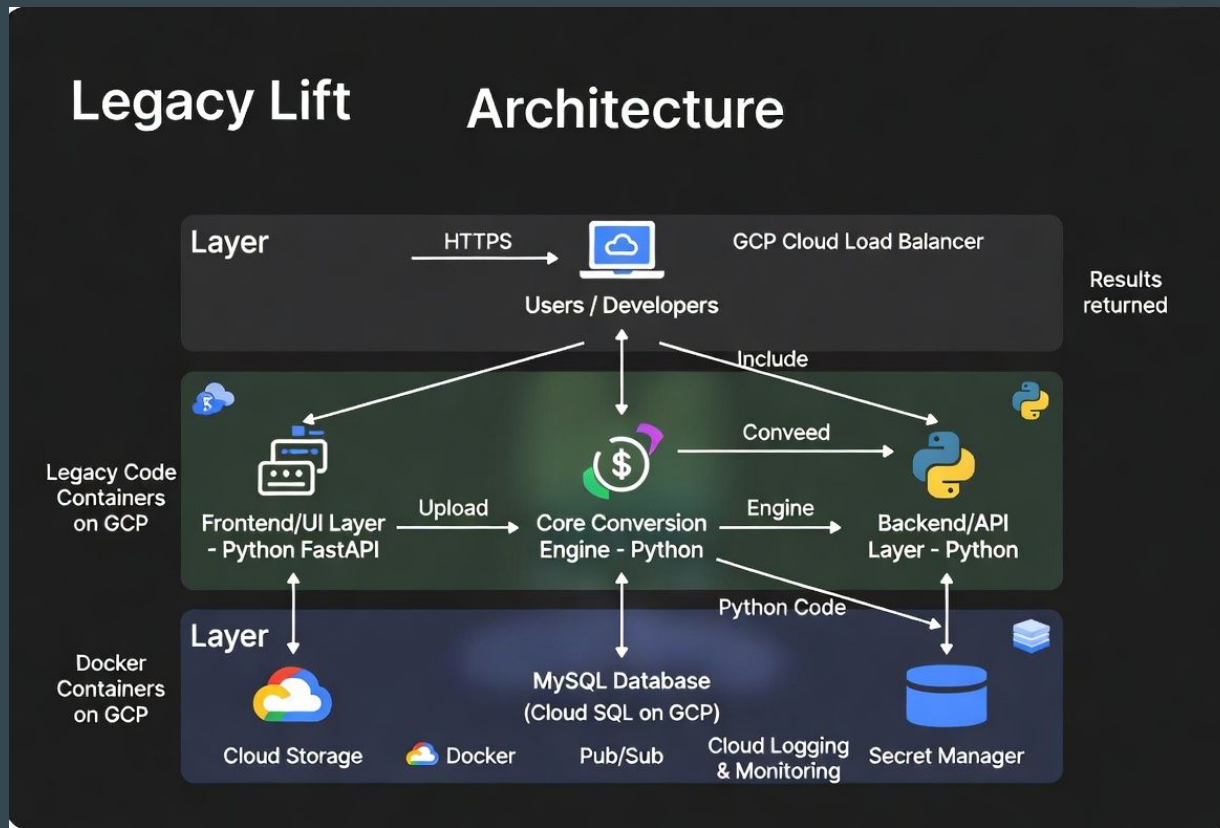 Legacy Lift
Architecture
Layer
HTTPS
GCP Cloud Load Balancer
Users / Developers
Results
returned
Include
Conveed
Legacy Code
Containers
on GCP
Frontend/UI Layer
- Python FastAPI
Upload
Core Conversion
Engine - Python
Engine
Backend/API
Layer - Python
Python Code
Layer
Docker
Containers
on GCP
MySQL Database
(Cloud SQL on GCP)
Cloud Storage
Docker
Pub/Sub
Cloud Logging
& Monitoring
Secret Manager